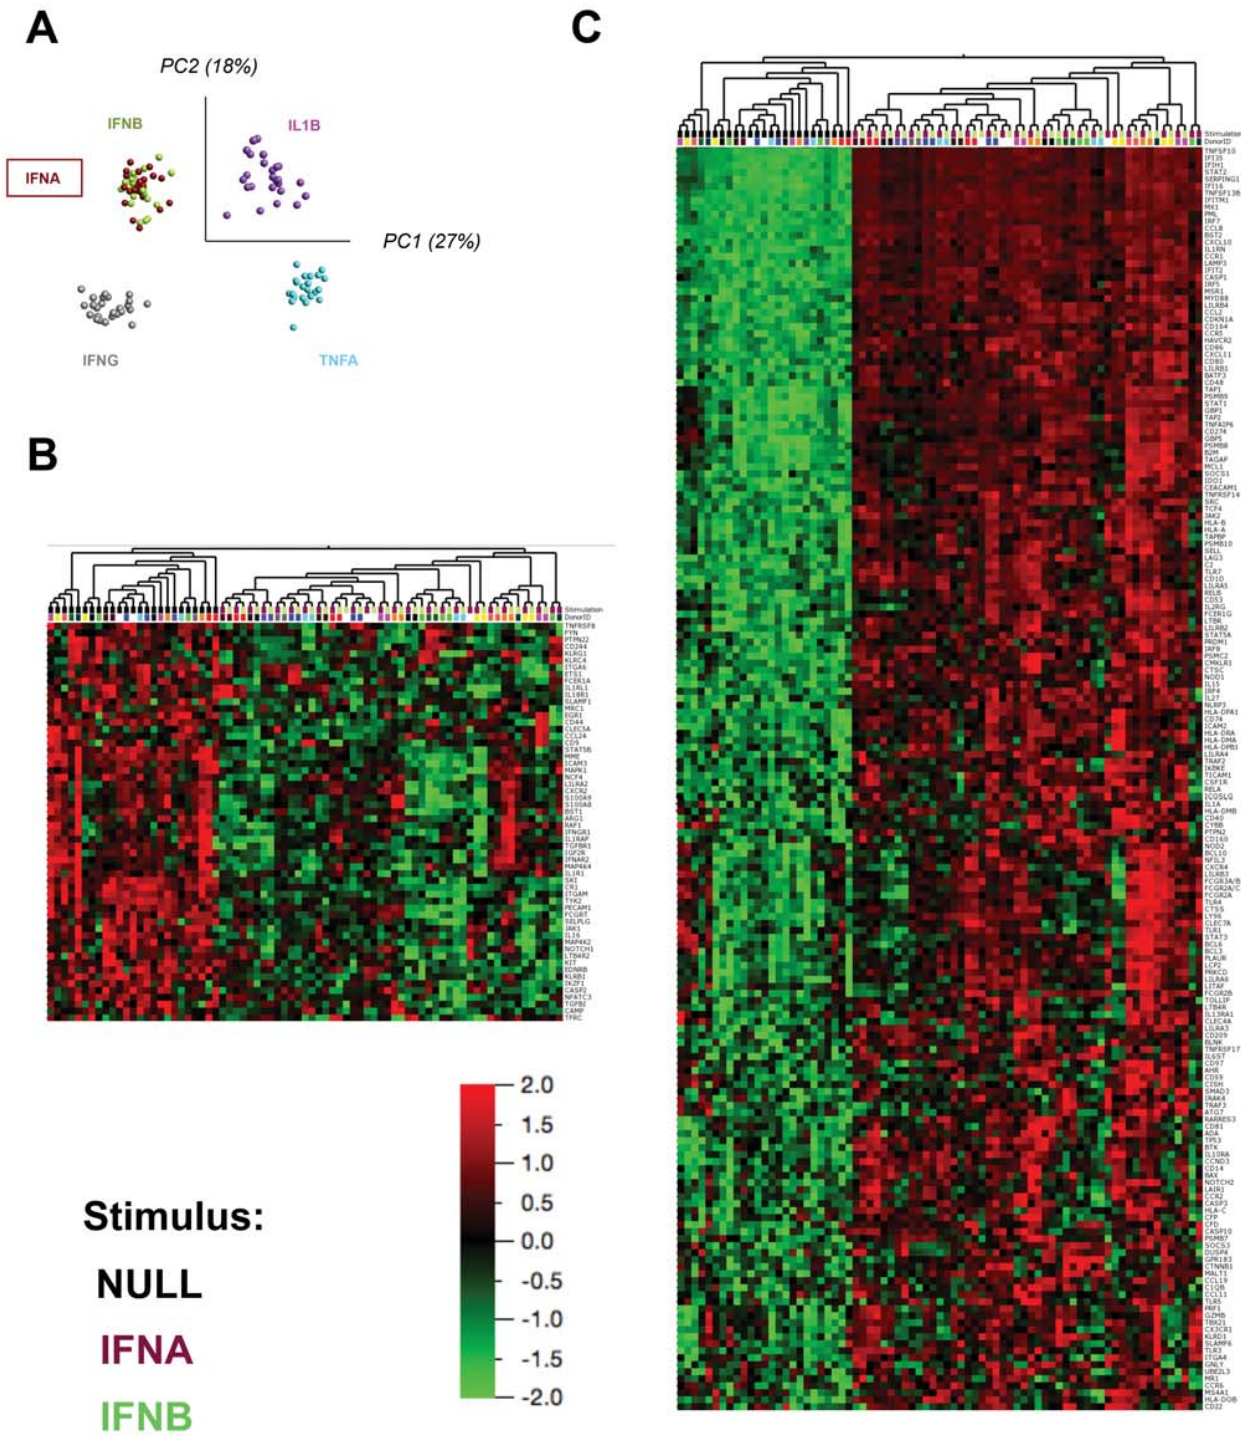 A
PC2 (18%)
IFNB
IL1B
IFNA
PC1 (27%)
IFNG
TNFA
B
Stimulation
DonorID
TNFRSF8
FYN
PTPN22
CD244
KLRG1
KLRC4
ITGA6
ETS1
FCER1A
IL1RL1
IL18R1
SLAMF1
MRC1
EGR1
CD44
CLEC5A
CCL24
CD9
STAT5B
MME
ICAM3
MAPK1
NCF4
LILRA2
CXCR2
S100A9
S100A8
BST1
ARG1
RAF1
IFNGR1
IL1RAP
TGFBR1
IGF2R
IFNAR2
MAP4K4
IL1R1
SKI
CR1
ITGAM
TYK2
PECAM1
FCGRT
SELPLG
JAK1
IL16
MAP4K2
NOTCH1
LTB4R2
KIT
EDNRB
KLRB1
IKZF1
CASP2
NFATC3
TGFBI
CAMP
TFRC
Stimulus:
NULL
IFNA
IFNB
2.0
1.5
1.0
0.5
0.0
-0.5
-1.0
-1.5
-2.0
C
Stimulation
DonorID
TNFSF10
IFI35
IFIH1
STAT2
SERPING1
IFI16
TNFSF13B
IFITM1
MX1
PML
IRF7
CCL8
BST2
CXCL10
IL1RN
CCR1
LAMP3
IFIT2
CASP1
IRF5
MSR1
MYD88
LILRB4
CCL2
CDKN1A
CD164
CCR5
HAVCR2
CD86
CXCL11
CD80
LILRB1
BATF3
CD48
TAP1
PSMB9
STAT1
GBP1
TAP2
TNFAIP6
CD274
GBP5
PSMB8
B2M
TAGAP
MCL1
SOCS1
IDO1
CEACAM1
TNFRSF14
SRC
TCF4
JAK2
HLA-B
HLA-A
TAPBP
PSMB10
SELL
LAG3
C2
TLR7
CD1D
LILRA5
RELB
CD53
IL2RG
FCER1G
LTBR
LILRB2
STAT5A
PRDM1
IRF8
PSMC2
CMKLR1
CTSC
NOD1
IL15
IRF4
IL27
NLRP3
HLA-DPA1
CD74
ICAM2
HLA-DRA
HLA-DMA
HLA-DPB1
LILRA4
TRAF2
IKBKE
TICAM1
CSF1R
RELA
ICOSLG
IL1A
HLA-DMB
CD40
CYBB
PTPN2
CD160
NOD2
BCL10
NFIL3
CXCR4
LILRB3
FCGR3A/B
FCGR2A/C
FCGR2A
TLR4
CTSS
LY96
CLEC7A
TLR1
STAT3
BCL6
BCL3
PLAUR
LCP2
PRKCD
LILRA6
LITAF
FCGR2B
TOLLIP
LTB4R
IL13RA1
CLEC4A
LILRA3
CD209
BLNK
TNFRSF17
IL6ST
CD97
AHR
CD59
CISH
SMAD3
IRAK4
TRAF3
ATG7
RARRES3
CD81
ADA
TP53
BTK
IL10RA
CCND3
CD14
BAX
NOTCH2
LAIR1
CCR2
CASP3
HLA-C
CFP
CFD
CASP10
PSMB7
SOCS3
DUSP4
GPR183
CTNNB1
MALT1
CCL19
C1QB
CCL11
TLR5
PRF1
GZMB
TBX21
CX3CR1
KLRD1
SLAMF6
TLR3
ITGA4
GNLY
UBE2L3
MR1
CCR6
MS4A1
HLA-DOB
CD22